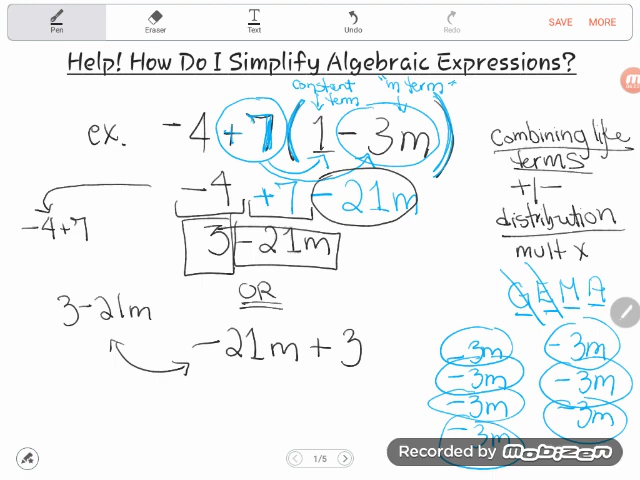 Pen
Eraser
Text
Undo
Redo
SAVE
MORE
Help! How Do I Simplify Algebraic Expressions?
constant term
"m term"
ex. -4 +7 (1 - 3m)
-4 +7 - 21m
-4+7
3 - 21m
OR
3-21m
-21m + 3
combining like
terms
+/-
distribution
mult x
GEMA
-3m
-3m
-3m
-3m
-3m
-3m
-3m
1/5
Recorded by mobizen